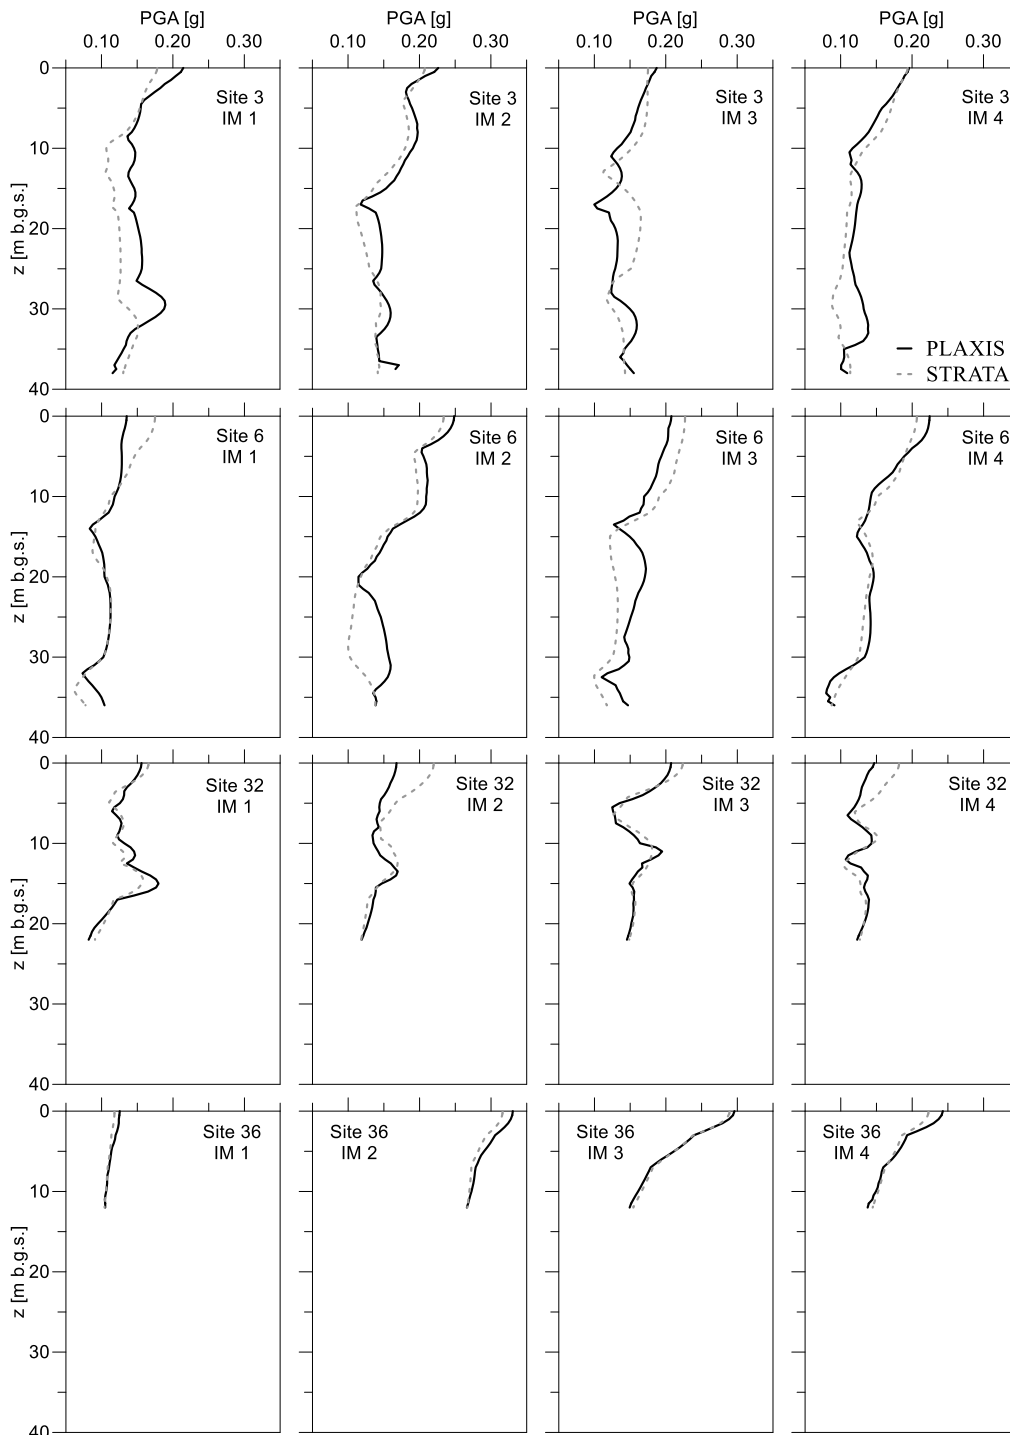 PGA [g] PGA [g] PGA [g] PGA [g]
0.10 0.20 0.30 0.10 0.20 0.30 0.10 0.20 0.30 0.10 0.20 0.30
0
Site 3 Site 3 Site 3 Site 3
IM 1 IM 2 IM 3 IM 4
10
z [m b.g.s.]
20
30
PLAXIS
STRATA
40
0
Site 6 Site 6 Site 6 Site 6
IM 1 IM 2 IM 3 IM 4
10
z [m b.g.s.]
20
30
40
0
Site 32 Site 32 Site 32 Site 32
IM 1 IM 2 IM 3 IM 4
10
z [m b.g.s.]
20
30
40
0
Site 36 Site 36 Site 36 Site 36
IM 1 IM 2 IM 3 IM 4
10
z [m b.g.s.]
20
30
40